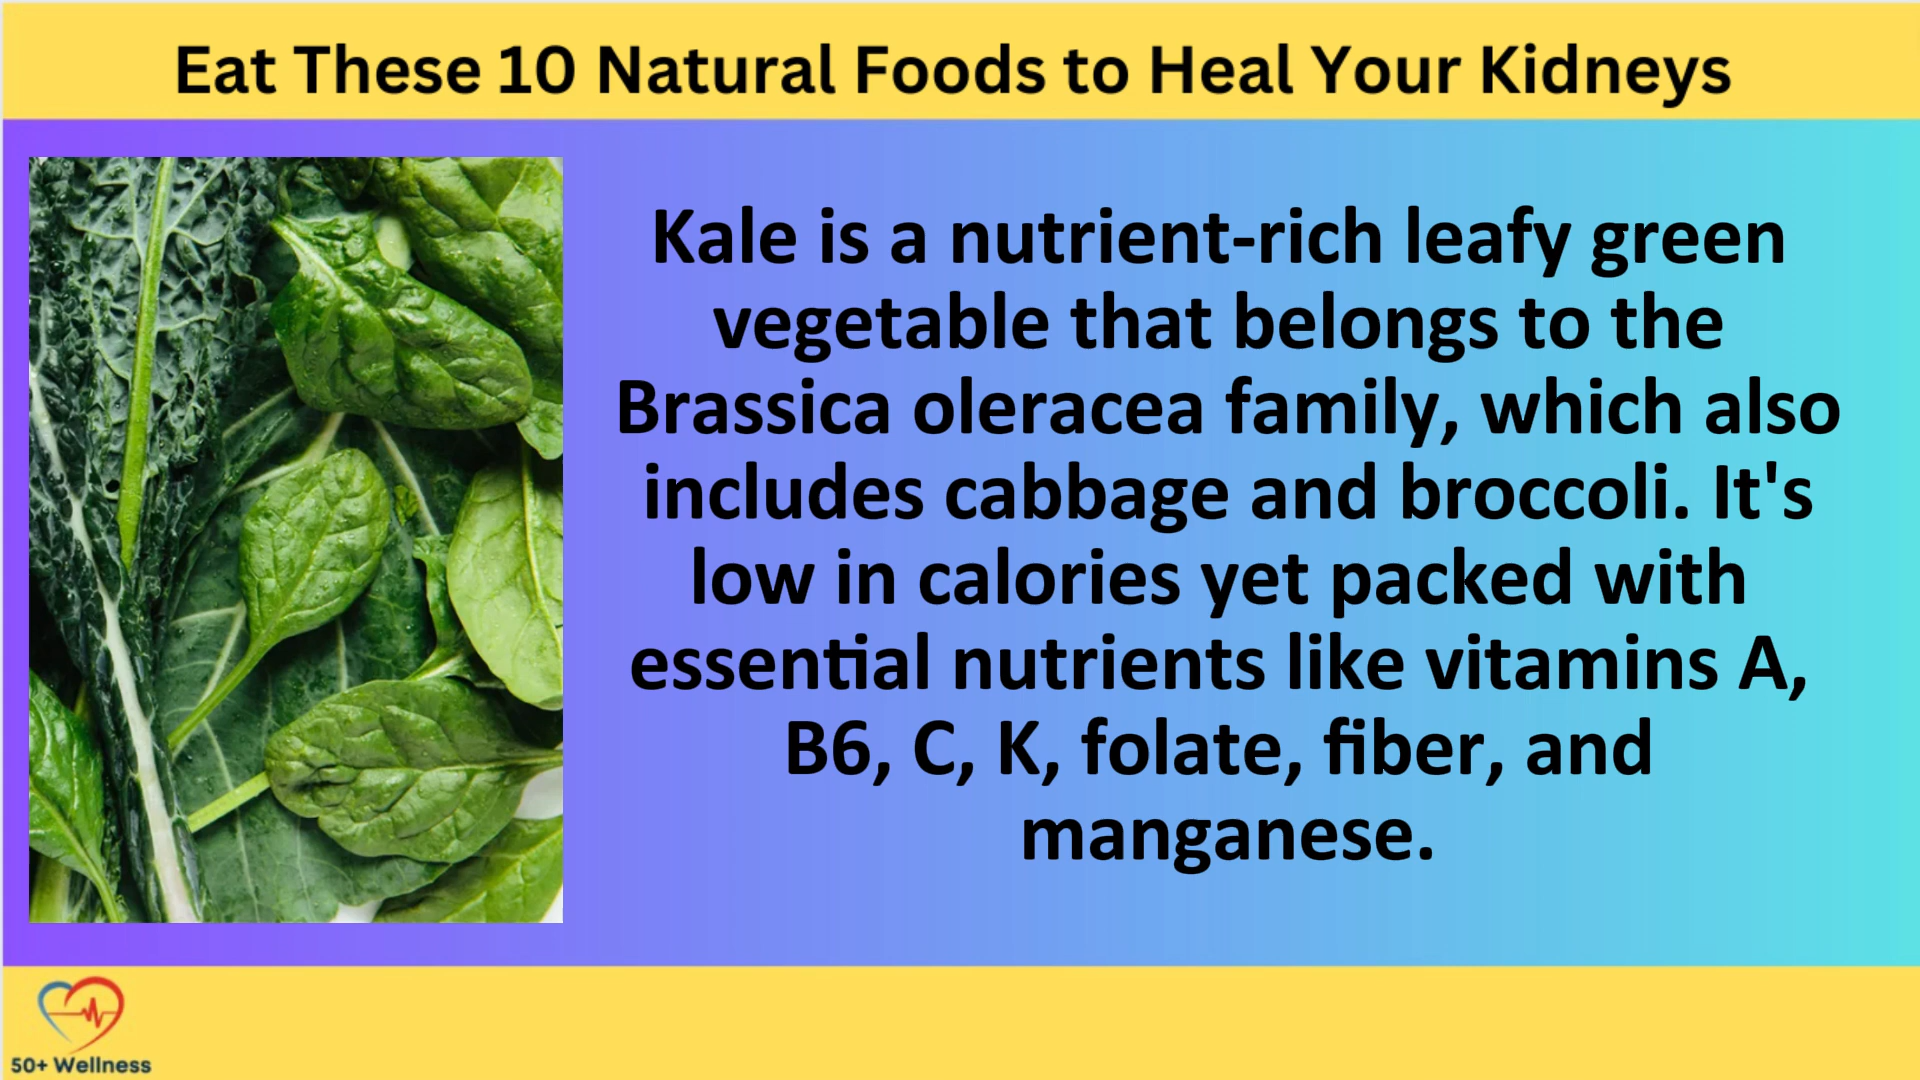 Eat These 10 Natural Foods to Heal Your Kidneys
Kale is a nutrient-rich leafy green
vegetable that belongs to the
Brassica oleracea family, which also
includes cabbage and broccoli. It's
low in calories yet packed with
essential nutrients like vitamins A,
B6, C, K, folate, fiber, and
manganese.
50+ Wellness